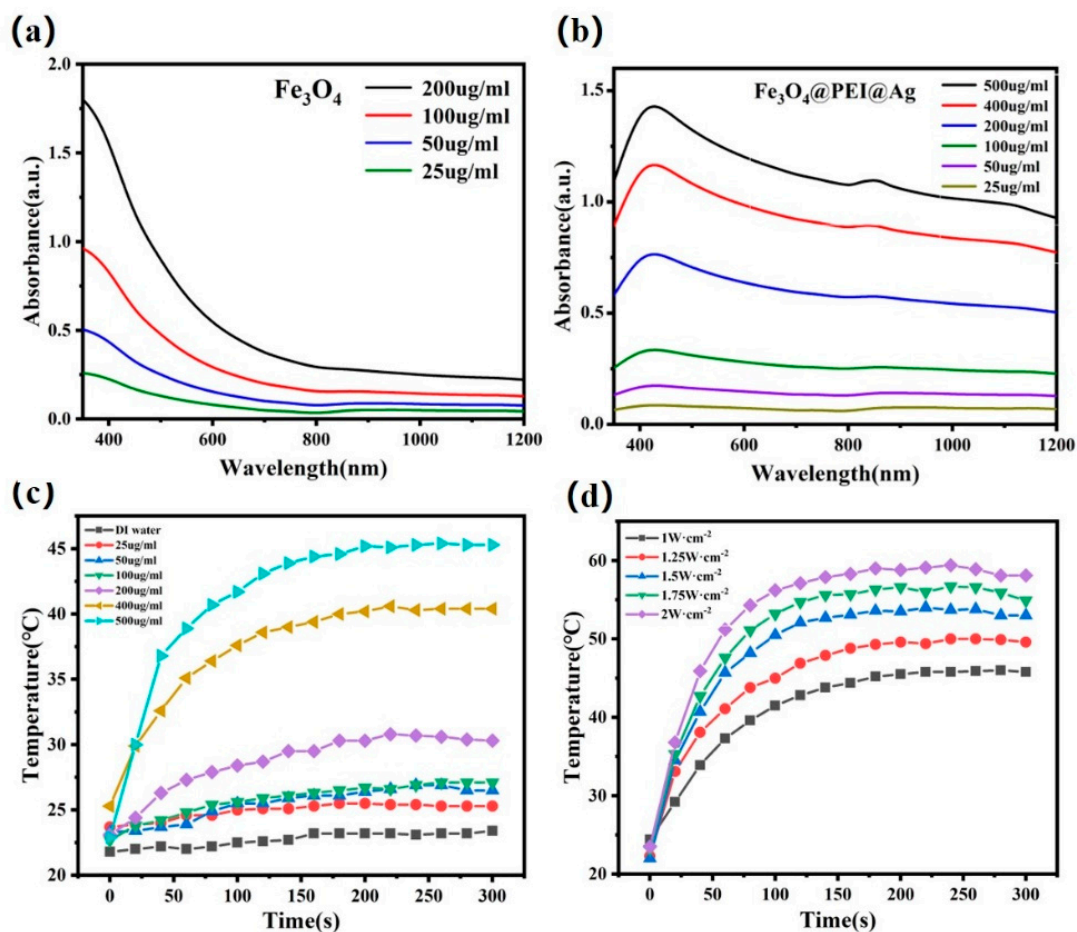 (a)
2.0
1.5
1.0
0.5
0.0
Absorbance(a.u.)
Fe₃O₄
200ug/ml
100ug/ml
50ug/ml
25ug/ml
400
600
800
1000
1200
Wavelength(nm)
(b)
1.5
1.0
0.5
0.0
Absorbance(a.u.)
Fe₃O₄@PEI@Ag
500ug/ml
400ug/ml
200ug/ml
100ug/ml
50ug/ml
25ug/ml
400
600
800
1000
1200
Wavelength(nm)
(c)
45
40
35
30
25
20
Temperature(℃)
DI water
25ug/ml
50ug/ml
100ug/ml
200ug/ml
400ug/ml
500ug/ml
0
50
100
150
200
250
300
Time(s)
(d)
60
50
40
30
20
Temperature(℃)
1W·cm⁻²
1.25W·cm⁻²
1.5W·cm⁻²
1.75W·cm⁻²
2W·cm⁻²
0
50
100
150
200
250
300
Time(s)